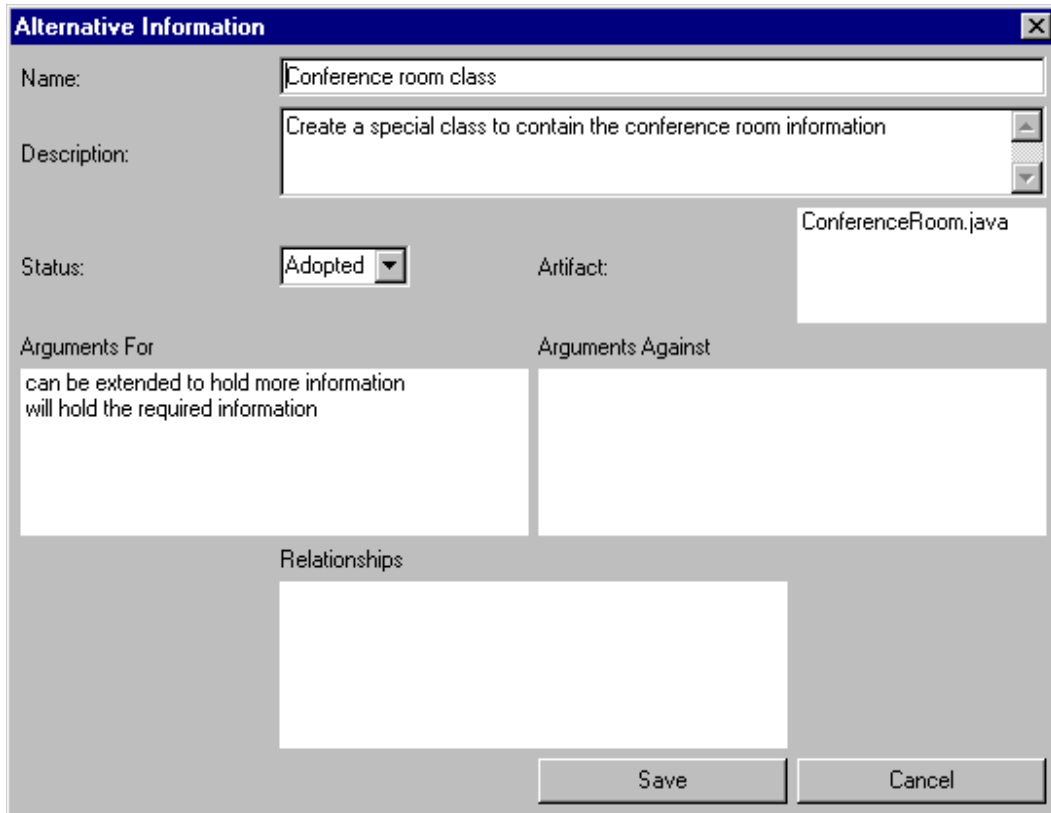 Alternative Information
Name:
Conference room class
Description:
Create a special class to contain the conference room information
Status:
Adopted
Artifact:
ConferenceRoom.java
Arguments For
Arguments Against
can be extended to hold more information
will hold the required information
Relationships
Save
Cancel